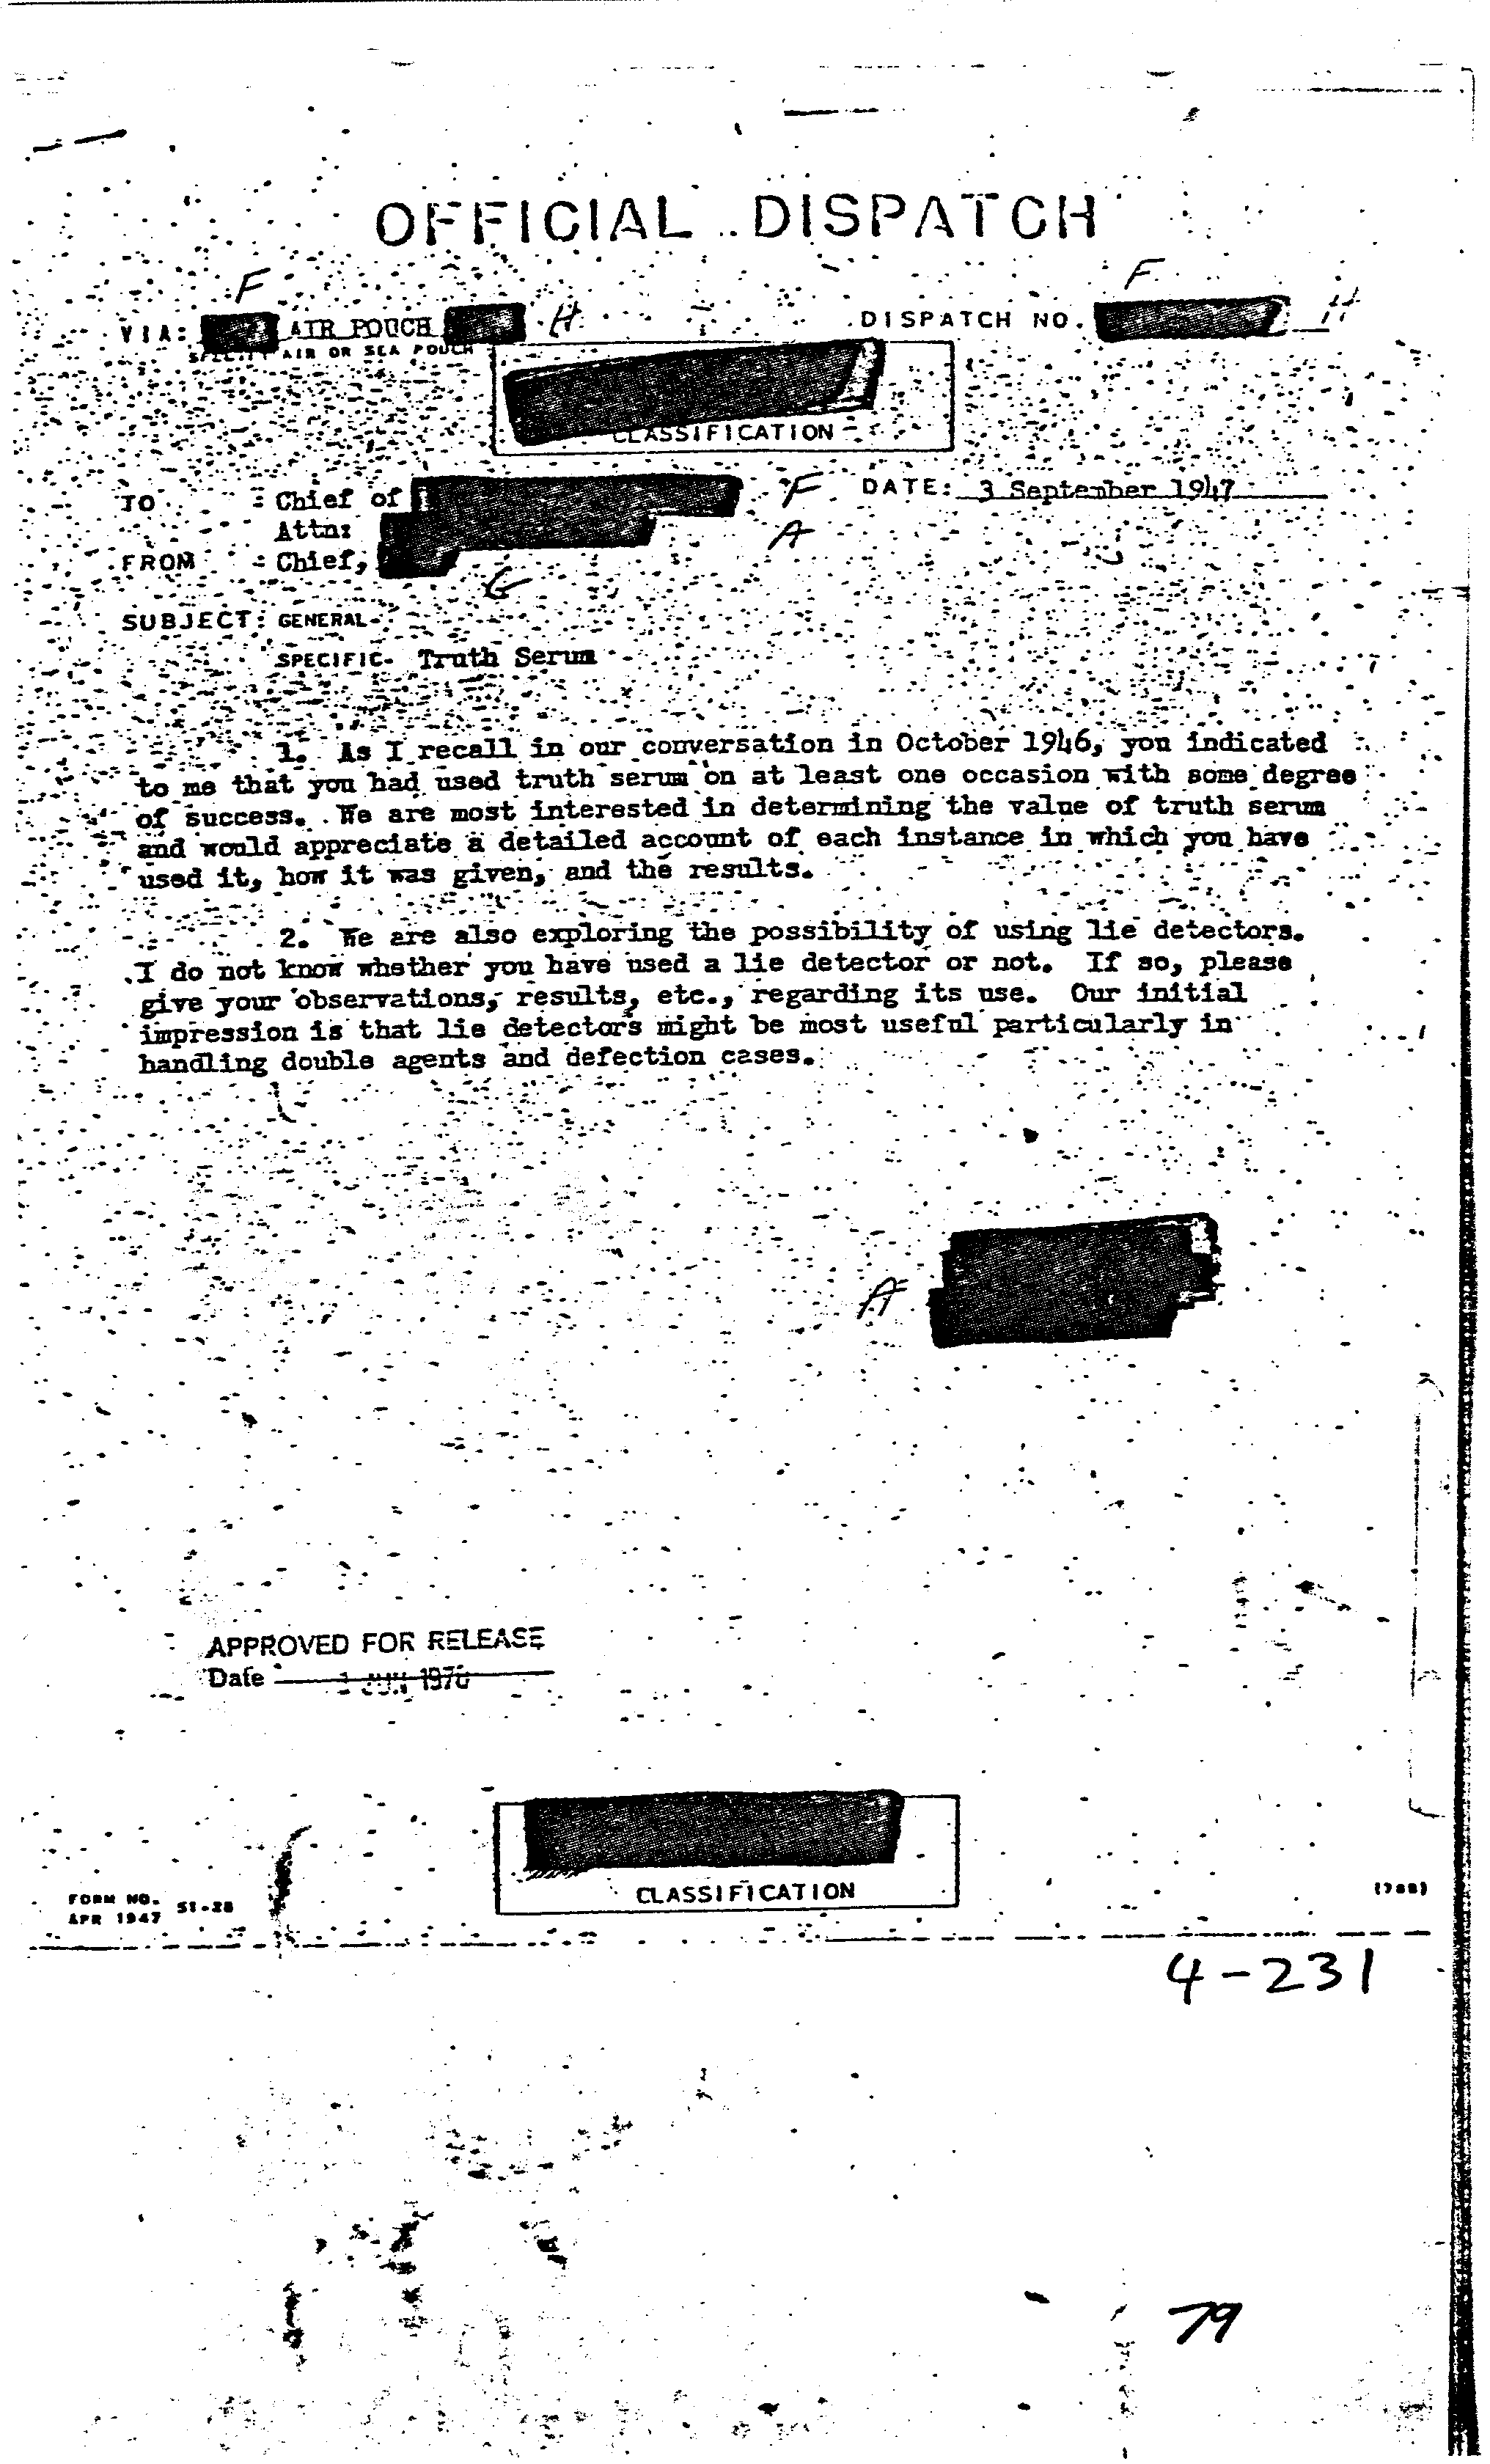 OFFICIAL DISPATCH
F F
VIA: AIR POUCH H DISPATCH NO. H
SPECIFY AIR OR SEA POUCH
CLASSIFICATION
TO : Chief of F DATE: 3 September 1947
Attn: A
FROM : Chief, G
SUBJECT: GENERAL-
SPECIFIC- Truth Serum
1. As I recall in our conversation in October 1946, you indicated
to me that you had used truth serum on at least one occasion with some degree
of success. We are most interested in determining the value of truth serum
and would appreciate a detailed account of each instance in which you have
used it, how it was given, and the results.
2. We are also exploring the possibility of using lie detectors.
I do not know whether you have used a lie detector or not. If so, please
give your observations, results, etc., regarding its use. Our initial
impression is that lie detectors might be most useful particularly in
handling double agents and defection cases.
A
APPROVED FOR RELEASE
Date JUN 1976
CLASSIFICATION
FORM NO. 51-28
APR 1947
(788)
4-231
79